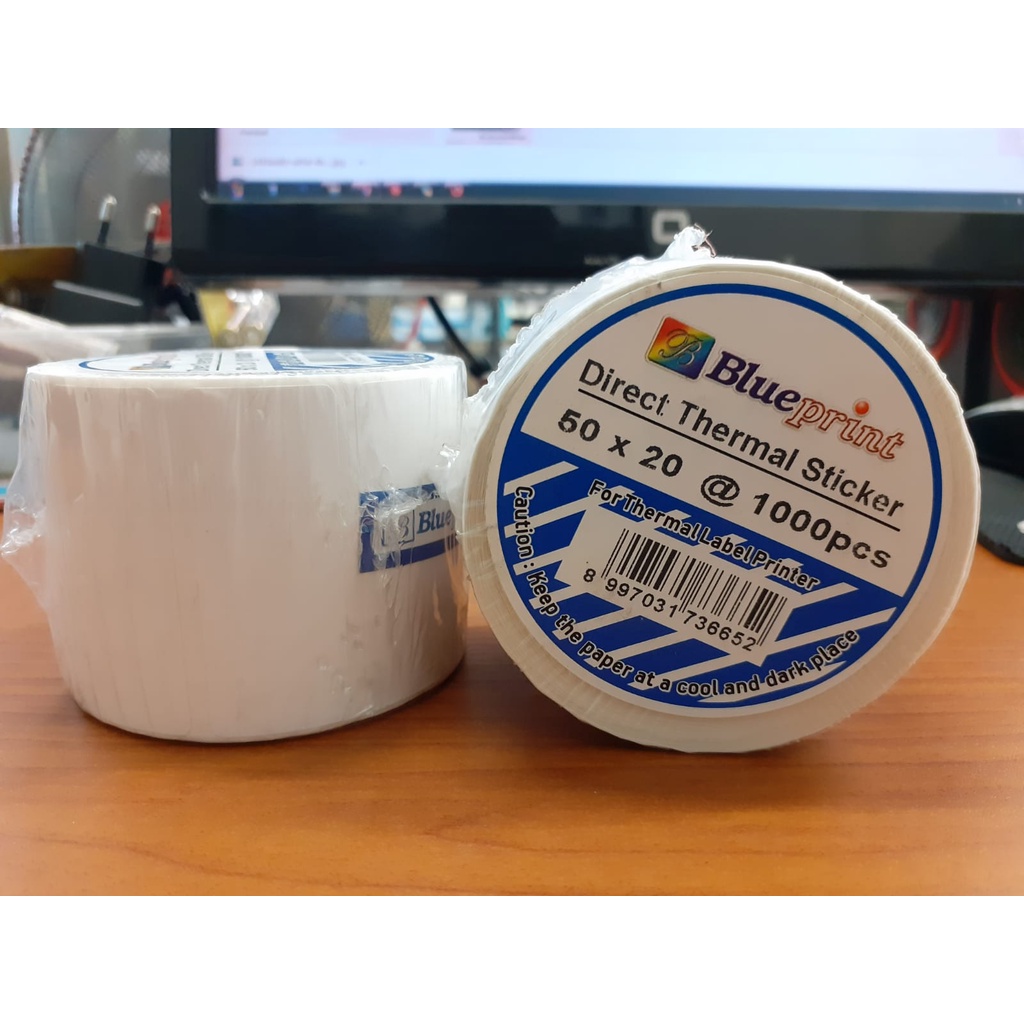 B Blueprint
Direct Thermal Sticker
50 x 20 @ 1000pcs
For Thermal Label Printer
8 997031 736652
Caution : Keep the paper at a cool and dark place
B Blue